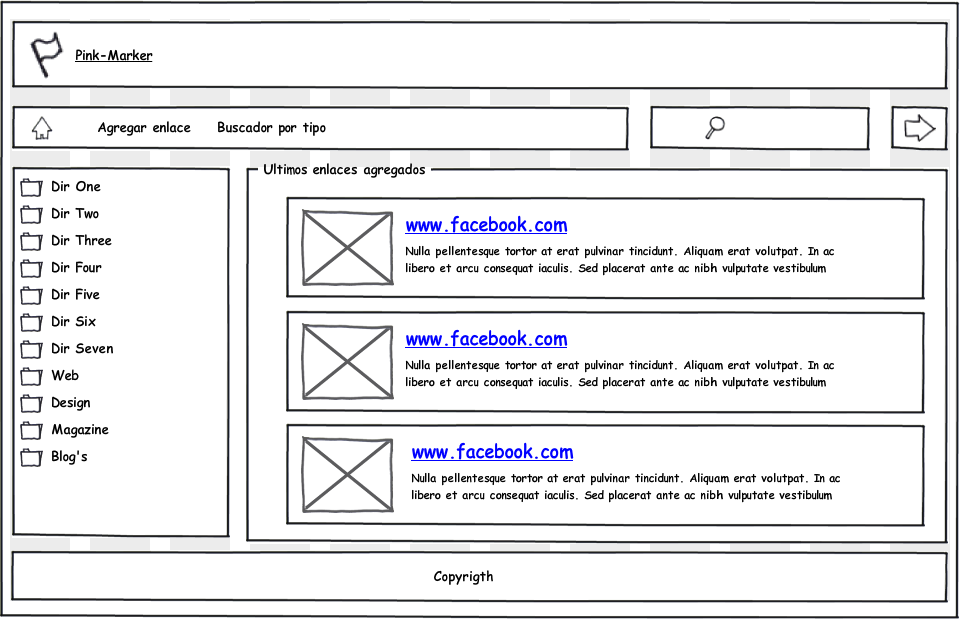 Pink-Marker
Agregar enlace Buscador por tipo
Dir One
Dir Two
Dir Three
Dir Four
Dir Five
Dir Six
Dir Seven
Web
Design
Magazine
Blog's
Ultimos enlaces agregados
www.facebook.com
Nulla pellentesque tortor at erat pulvinar tincidunt. Aliquam erat volutpat. In ac
libero et arcu consequat iaculis. Sed placerat ante ac nibh vulputate vestibulum
www.facebook.com
Nulla pellentesque tortor at erat pulvinar tincidunt. Aliquam erat volutpat. In ac
libero et arcu consequat iaculis. Sed placerat ante ac nibh vulputate vestibulum
www.facebook.com
Nulla pellentesque tortor at erat pulvinar tincidunt. Aliquam erat volutpat. In ac
libero et arcu consequat iaculis. Sed placerat ante ac nibh vulputate vestibulum
Copyrigth